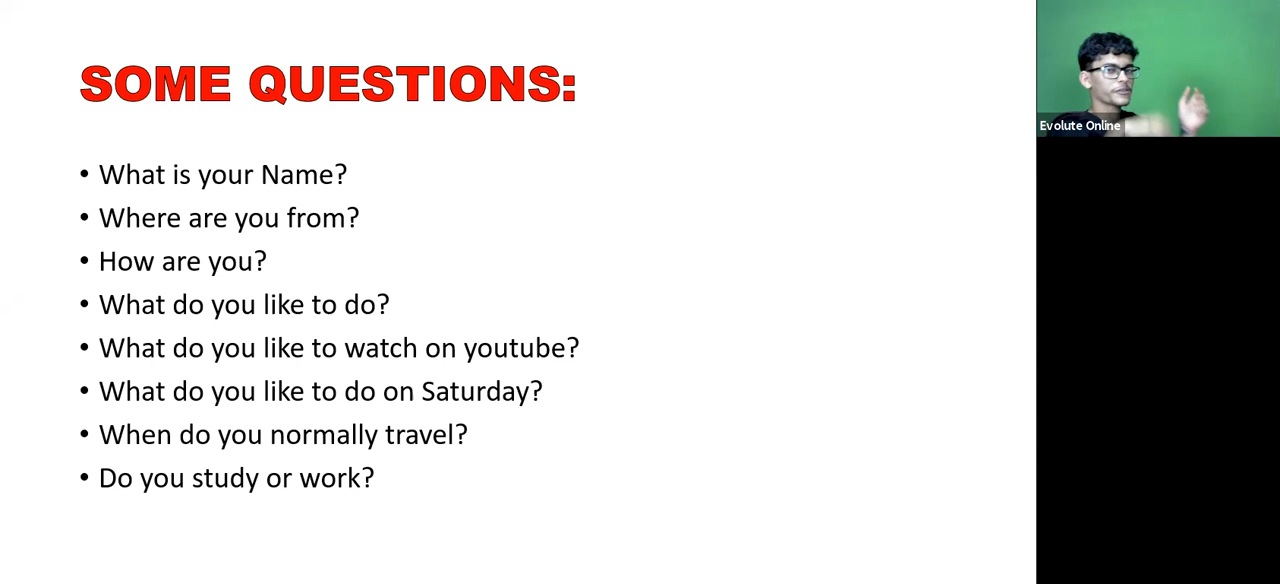 SOME QUESTIONS:
• What is your Name?
• Where are you from?
• How are you?
• What do you like to do?
• What do you like to watch on youtube?
• What do you like to do on Saturday?
• When do you normally travel?
• Do you study or work?
Evolute Online